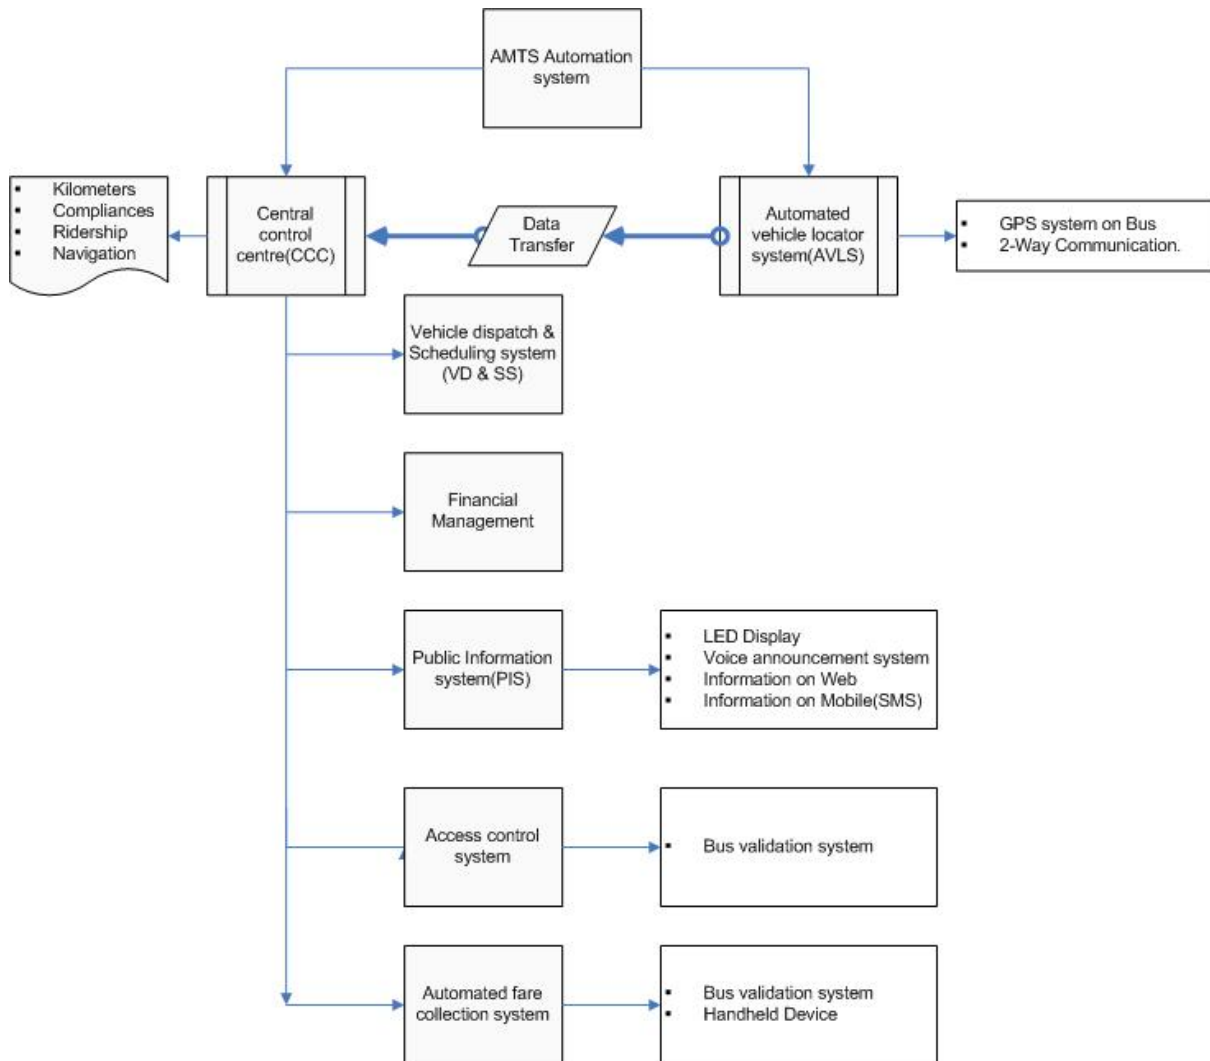 AMTS Automation
system
▪ Kilometers
▪ Compliances
▪ Ridership
▪ Navigation
Central
control
centre(CCC)
Data
Transfer
Automated
vehicle locator
system(AVLS)
▪ GPS system on Bus
▪ 2-Way Communication.
Vehicle dispatch &
Scheduling system
(VD & SS)
Financial
Management
Public Information
system(PIS)
▪ LED Display
▪ Voice announcement system
▪ Information on Web
▪ Information on Mobile(SMS)
Access control
system
▪ Bus validation system
Automated fare
collection system
▪ Bus validation system
▪ Handheld Device